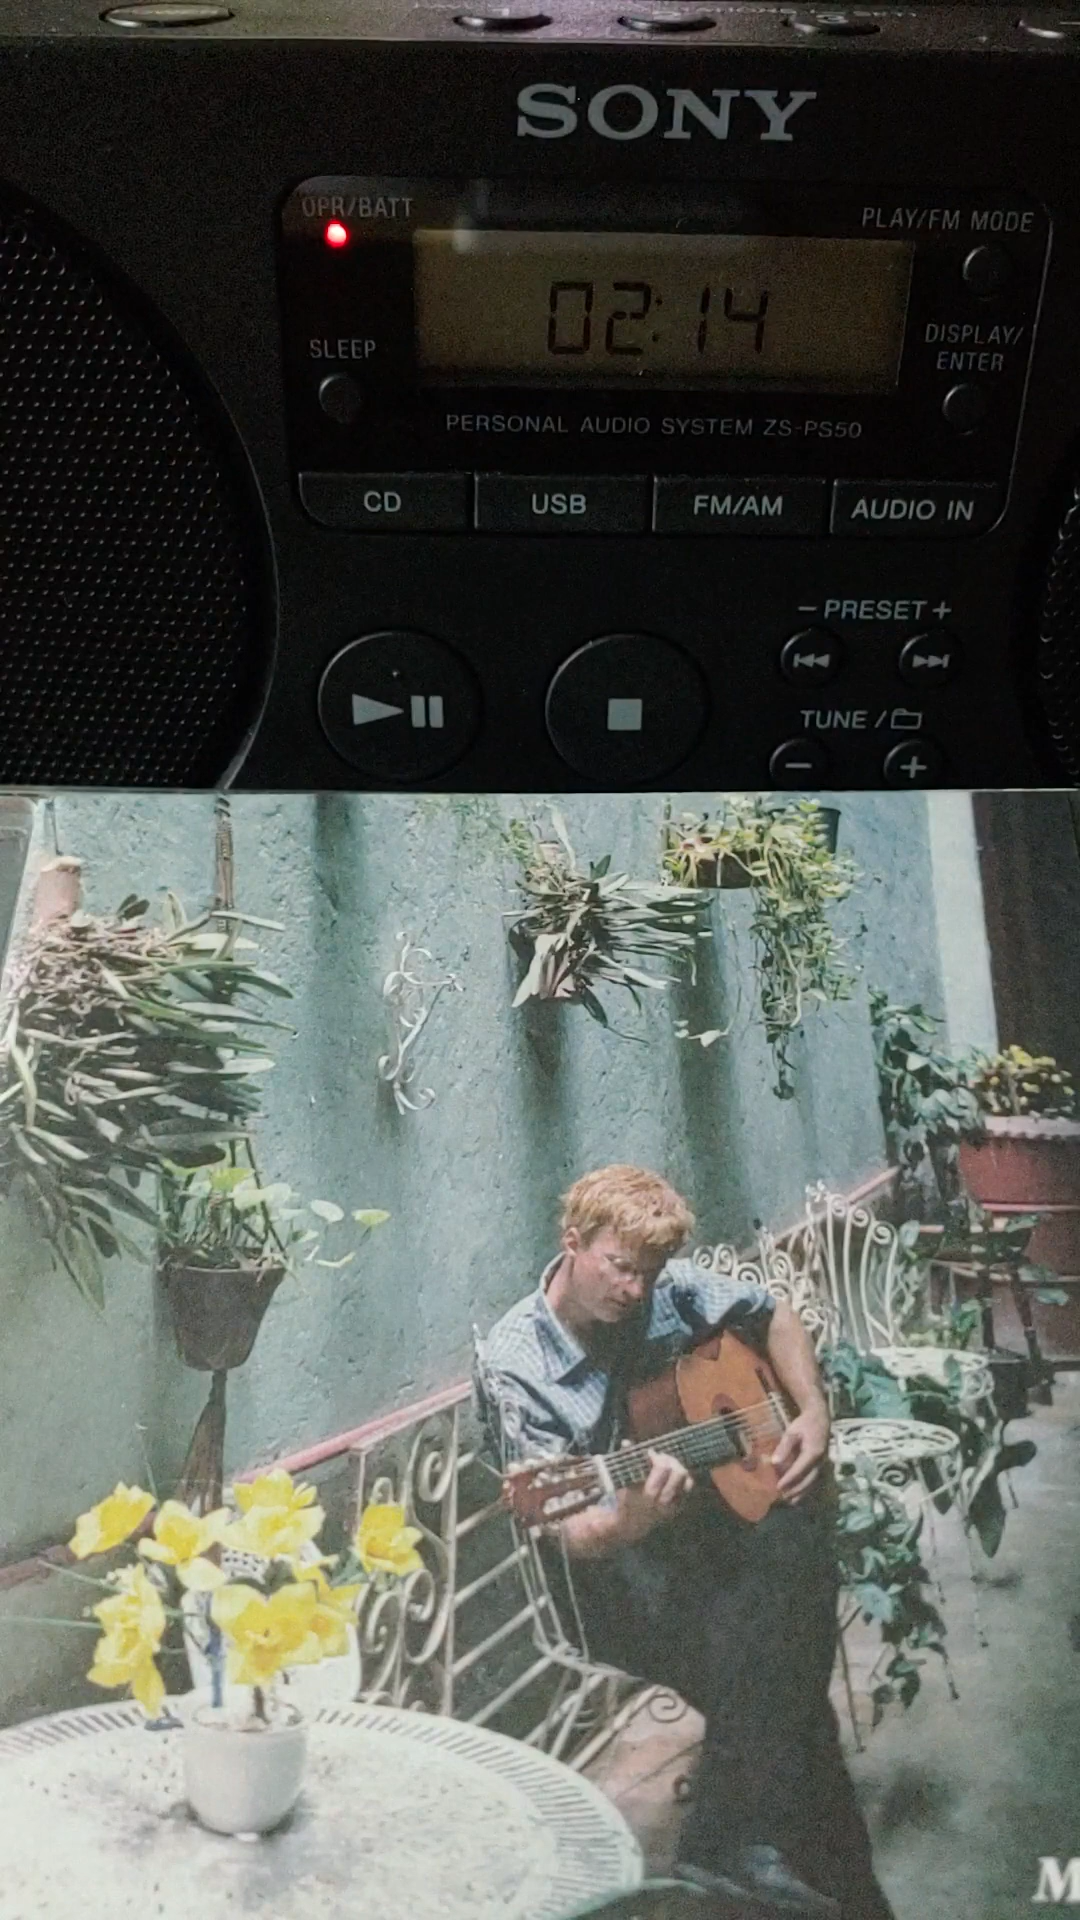 SONY
OPR/BATT
PLAY/FM MODE
02:14
SLEEP
DISPLAY/
ENTER
PERSONAL AUDIO SYSTEM ZS-PS50
CD
USB
FM/AM
AUDIO IN
– PRESET +
TUNE /
– +
M